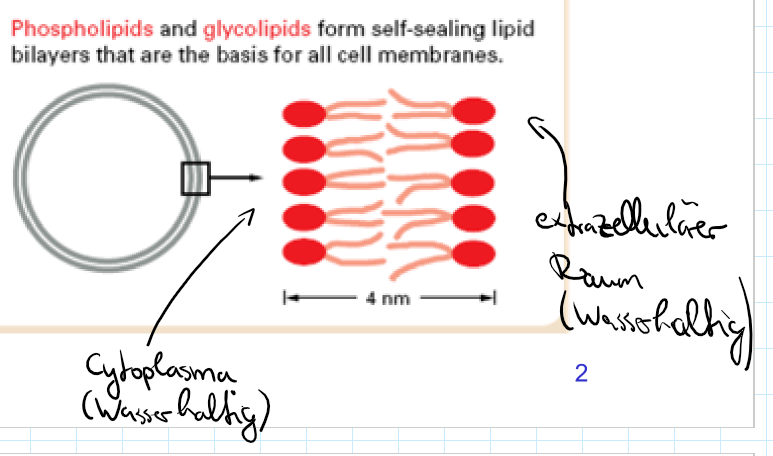 Phospholipids and glycolipids form self-sealing lipid
bilayers that are the basis for all cell membranes.
extrazellulärer
Raum
(Wasserhaltig)
4 nm
Cytoplasma
(Wasserhaltig)
2